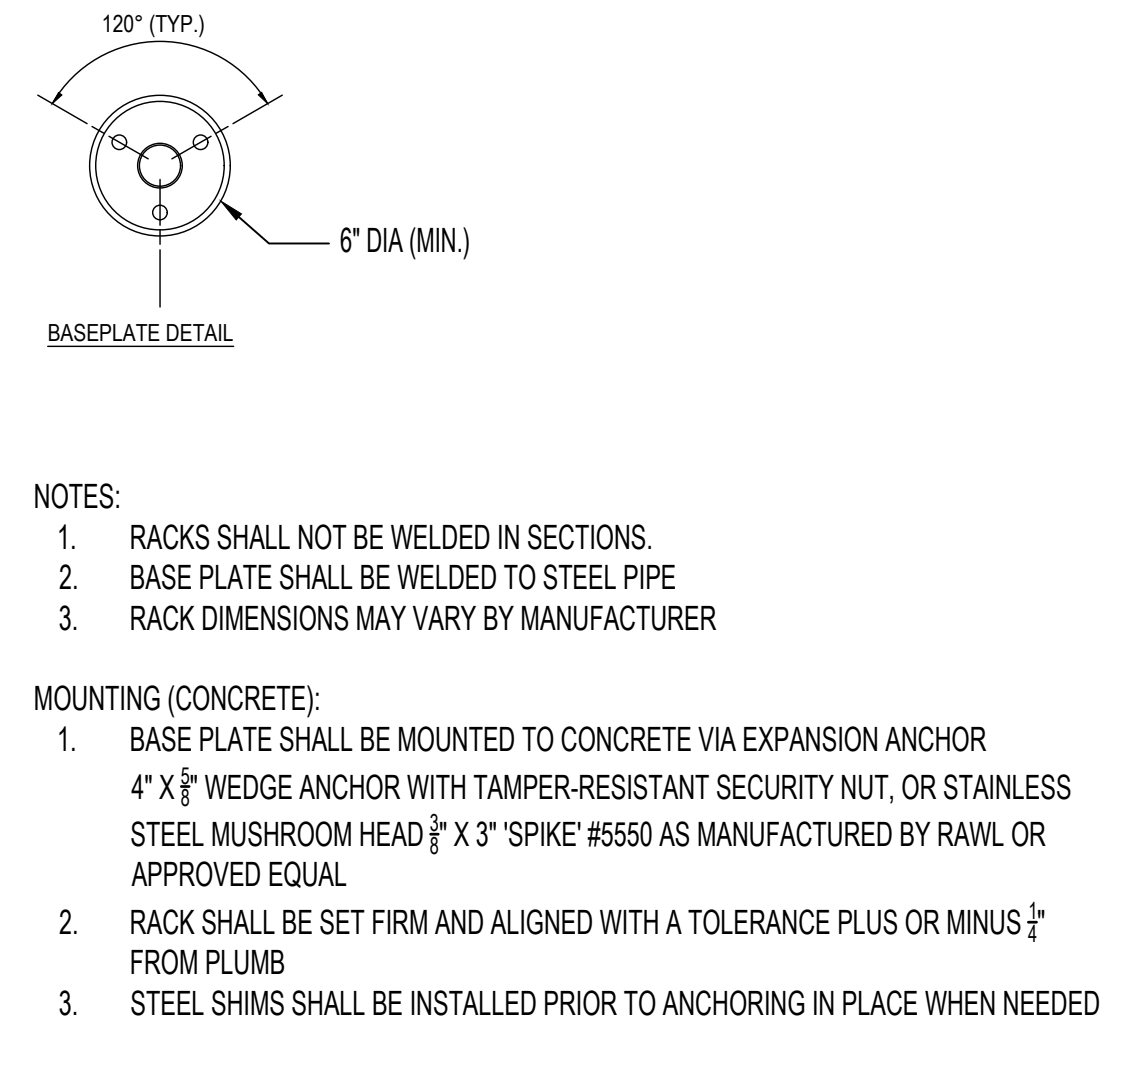 120° (TYP.)
6" DIA (MIN.)
BASEPLATE DETAIL
NOTES:
1. RACKS SHALL NOT BE WELDED IN SECTIONS.
2. BASE PLATE SHALL BE WELDED TO STEEL PIPE
3. RACK DIMENSIONS MAY VARY BY MANUFACTURER
MOUNTING (CONCRETE):
1. BASE PLATE SHALL BE MOUNTED TO CONCRETE VIA EXPANSION ANCHOR
4" X 5/8" WEDGE ANCHOR WITH TAMPER-RESISTANT SECURITY NUT, OR STAINLESS
STEEL MUSHROOM HEAD 3/8" X 3" 'SPIKE' #5550 AS MANUFACTURED BY RAWL OR
APPROVED EQUAL
2. RACK SHALL BE SET FIRM AND ALIGNED WITH A TOLERANCE PLUS OR MINUS 1/4"
FROM PLUMB
3. STEEL SHIMS SHALL BE INSTALLED PRIOR TO ANCHORING IN PLACE WHEN NEEDED